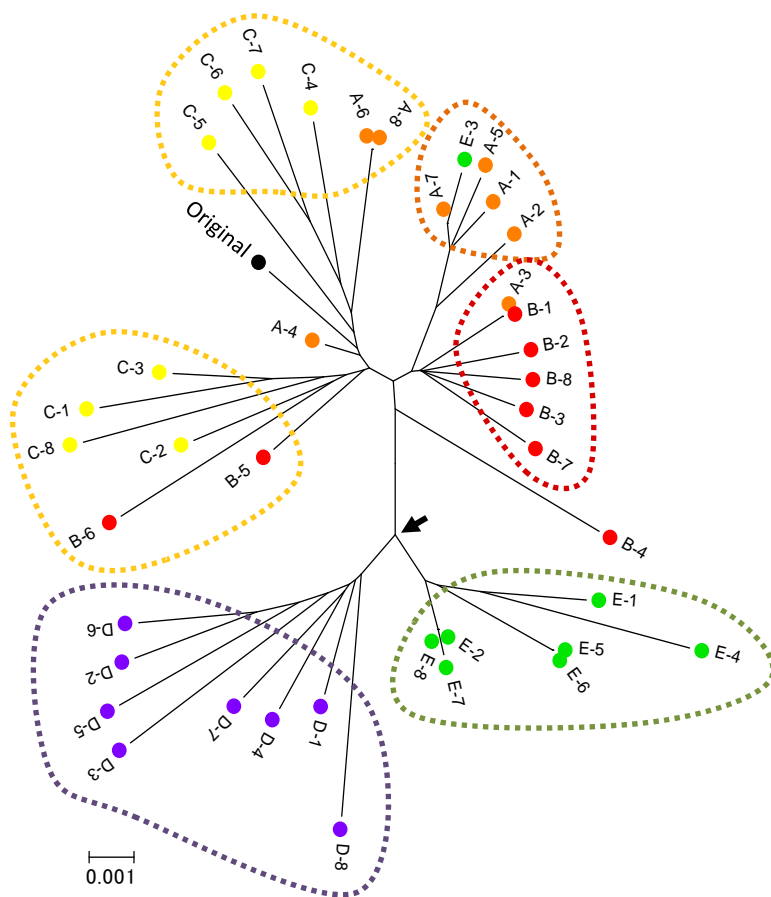 C-7
C-6
C-4
A-6
A-8
C-5
E-3
A-5
A-7
A-1
A-2
Original
A-3
B-1
A-4
B-2
C-3
B-8
C-1
B-3
C-8
C-2
B-7
B-5
B-6
B-4
E-1
D-6
E-2
E-5
E-4
D-2
E-8
E-6
E-7
D-5
D-7
D-4
D-1
D-3
D-8
0.001